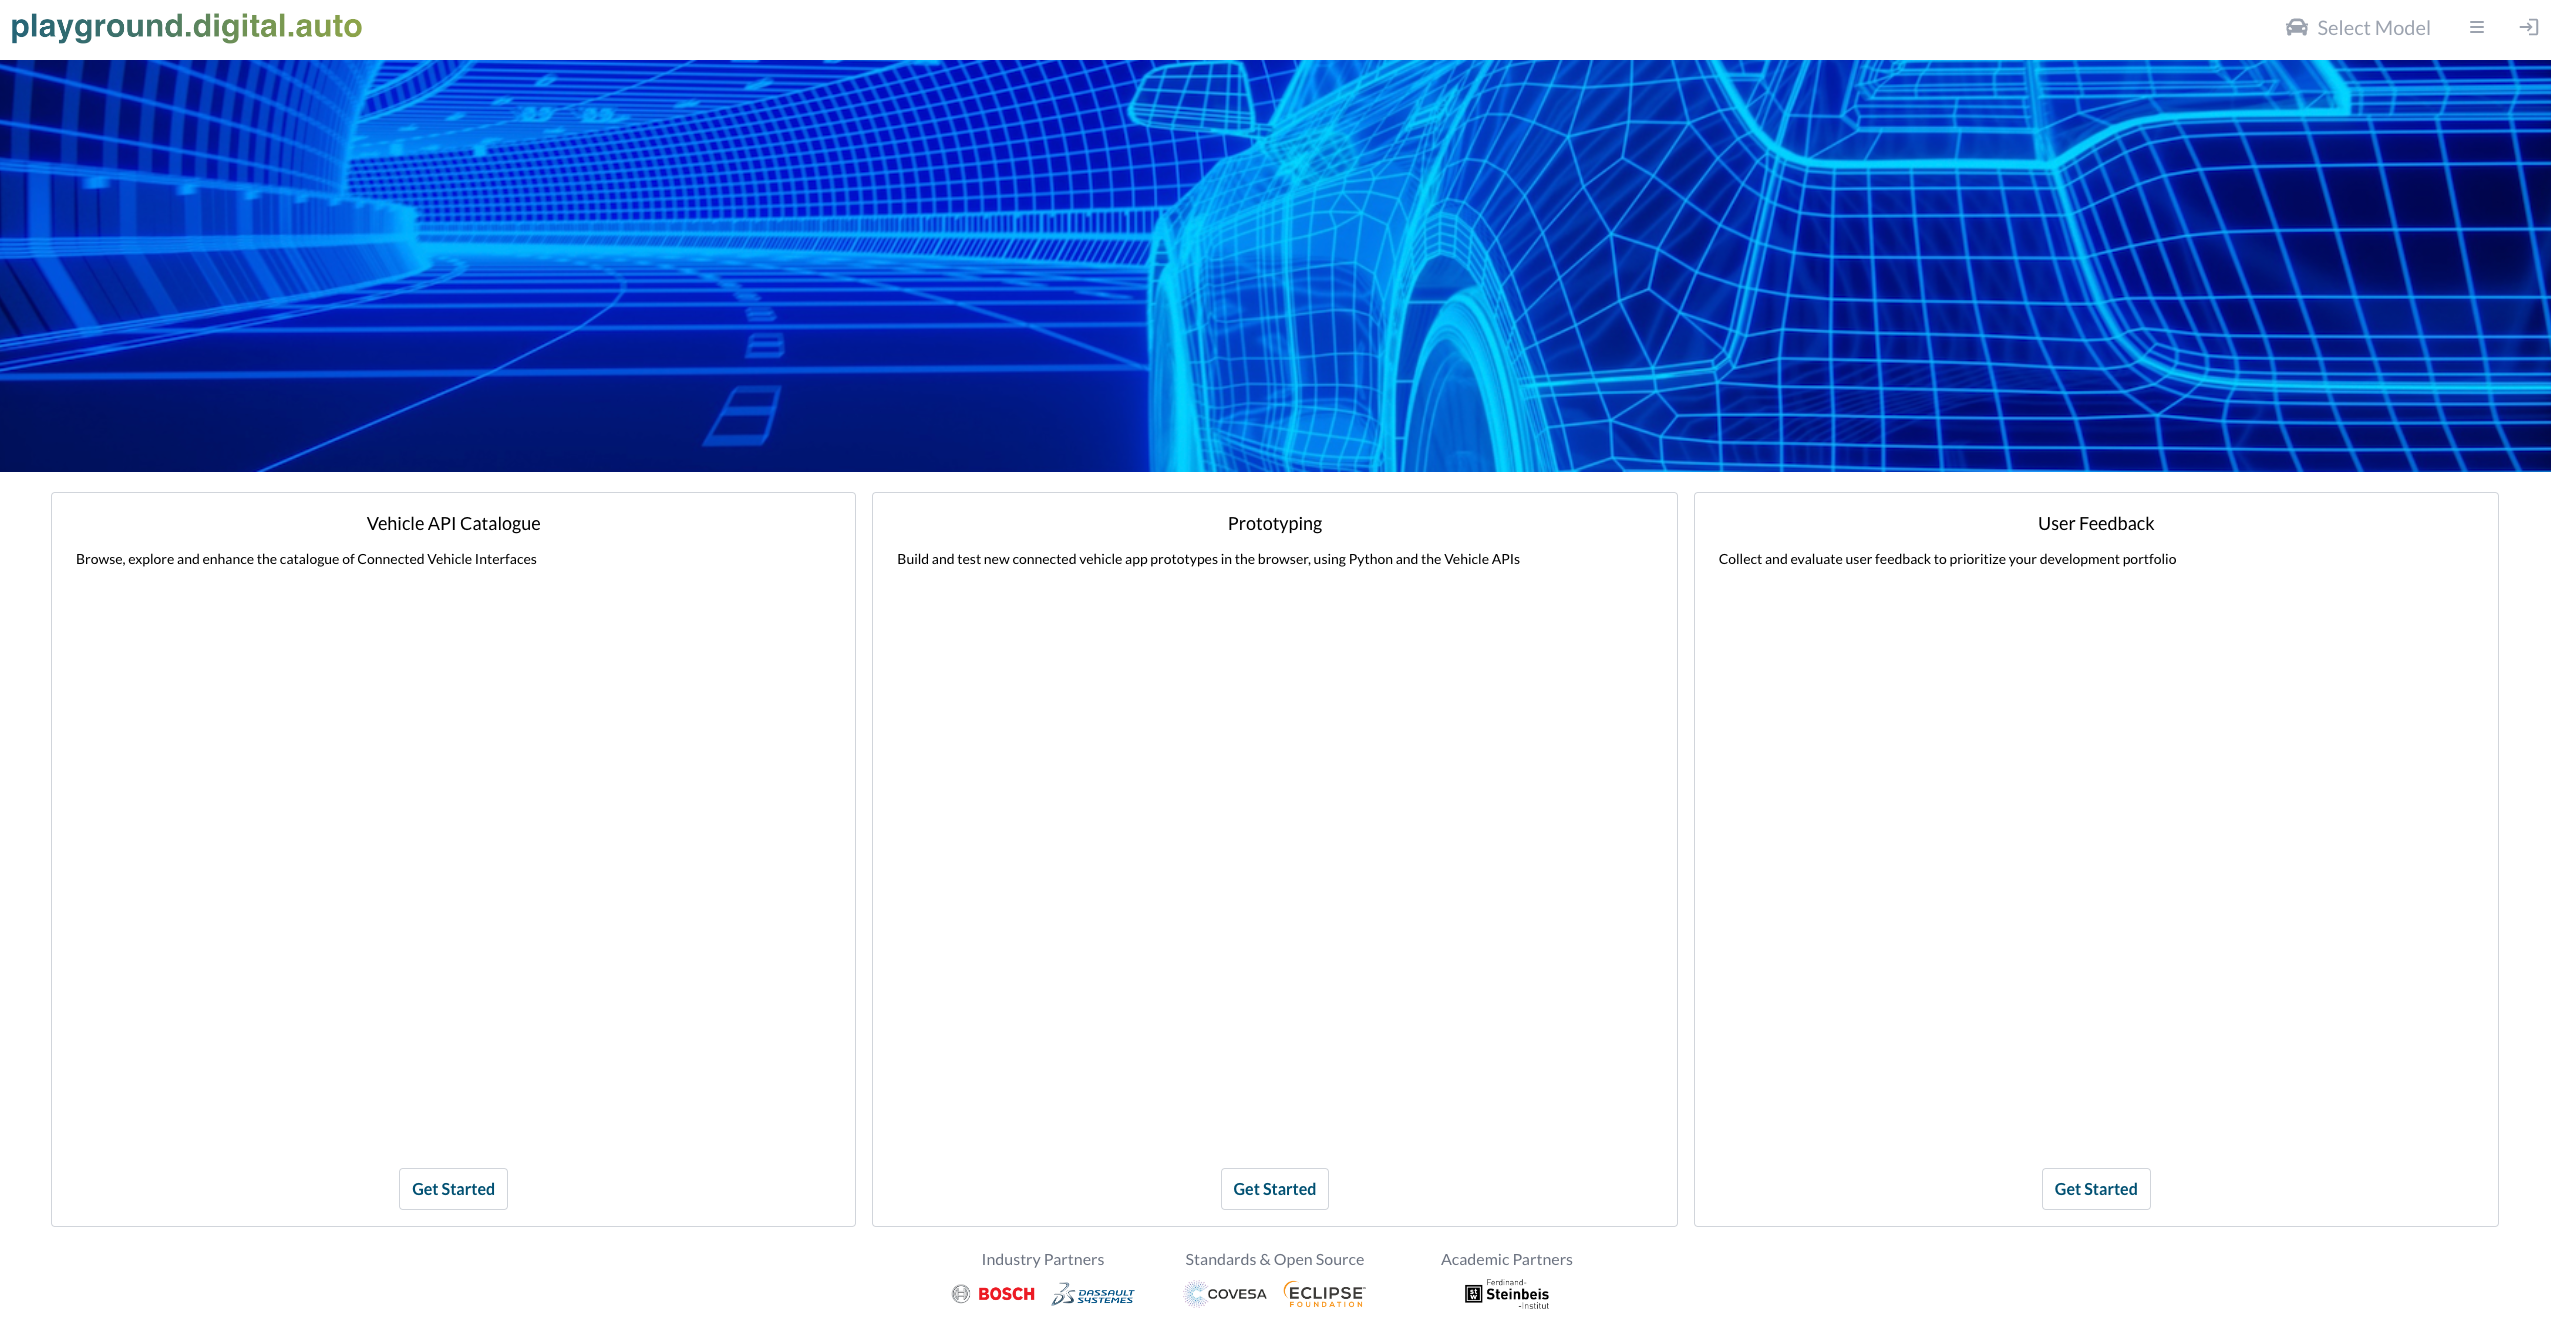 playground.digital.auto
Select Model
Vehicle API Catalogue
Browse, explore and enhance the catalogue of Connected Vehicle Interfaces
Get Started
Prototyping
Build and test new connected vehicle app prototypes in the browser, using Python and the Vehicle APIs
Get Started
User Feedback
Collect and evaluate user feedback to prioritize your development portfolio
Get Started
Industry Partners
BOSCH
DASSAULT
SYSTEMES
Standards & Open Source
COVESA
ECLIPSE
FOUNDATION
Academic Partners
Ferdinand-
Steinbeis
-Institut